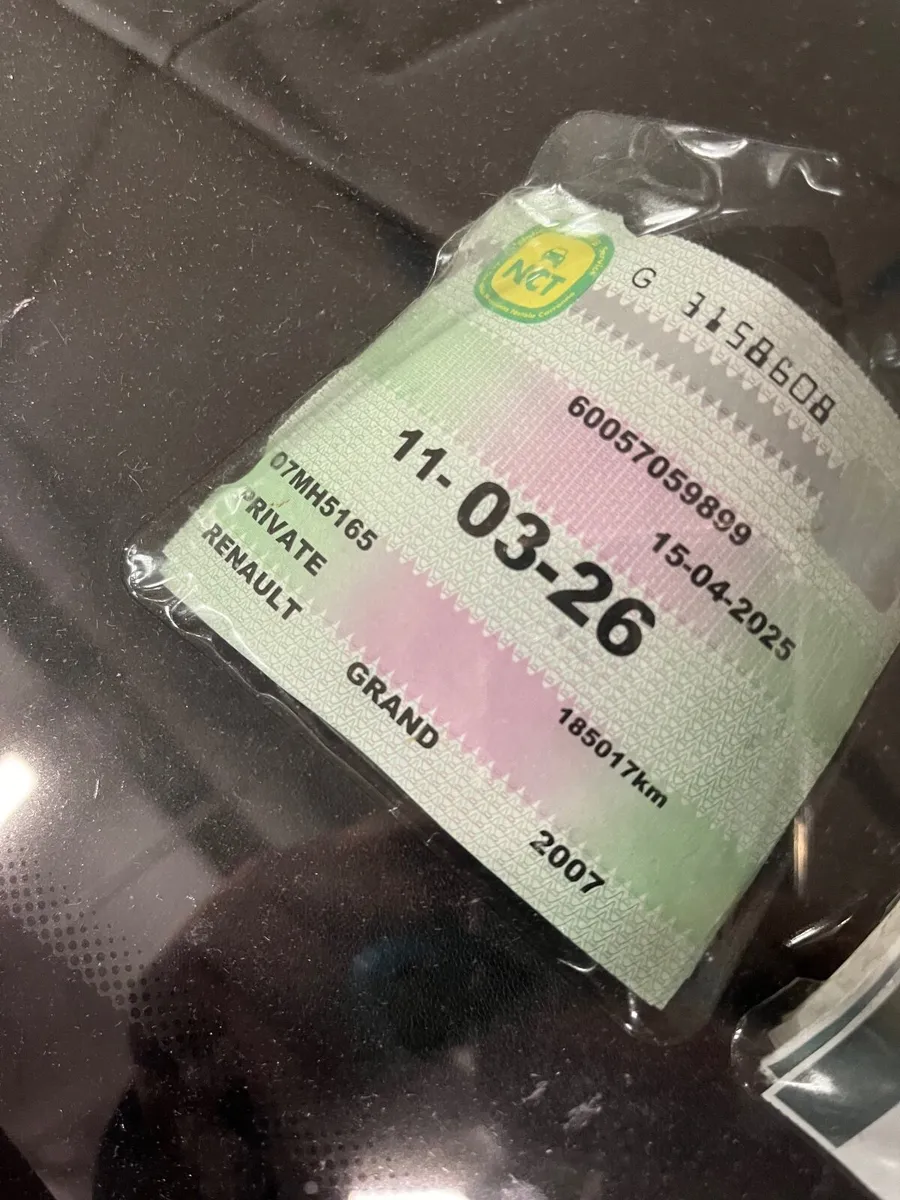 NCT
G 3158608
60057059899
15-04-2025
11-03-26
07MH5165
PRIVATE
RENAULT
185017km
GRAND
2007